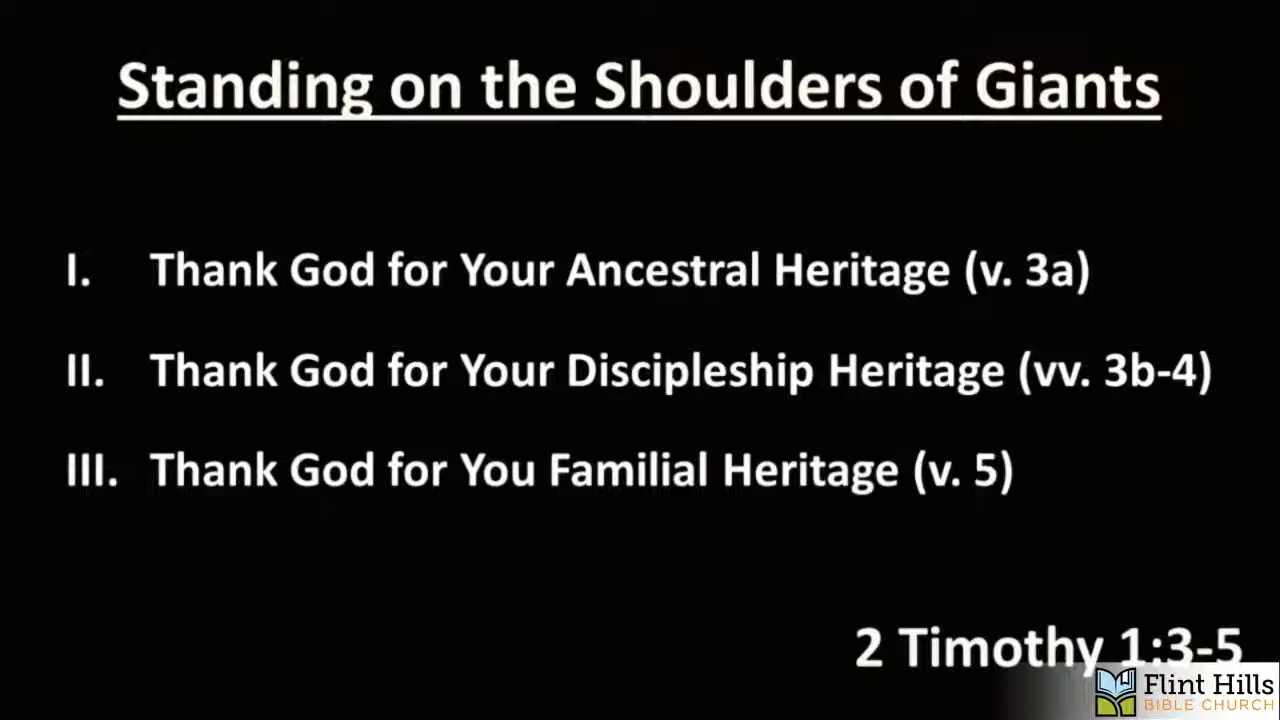 Standing on the Shoulders of Giants
I. Thank God for Your Ancestral Heritage (v. 3a)
II. Thank God for Your Discipleship Heritage (vv. 3b-4)
III. Thank God for You Familial Heritage (v. 5)
2 Timothy 1:3-5
Flint Hills
BIBLE CHURCH